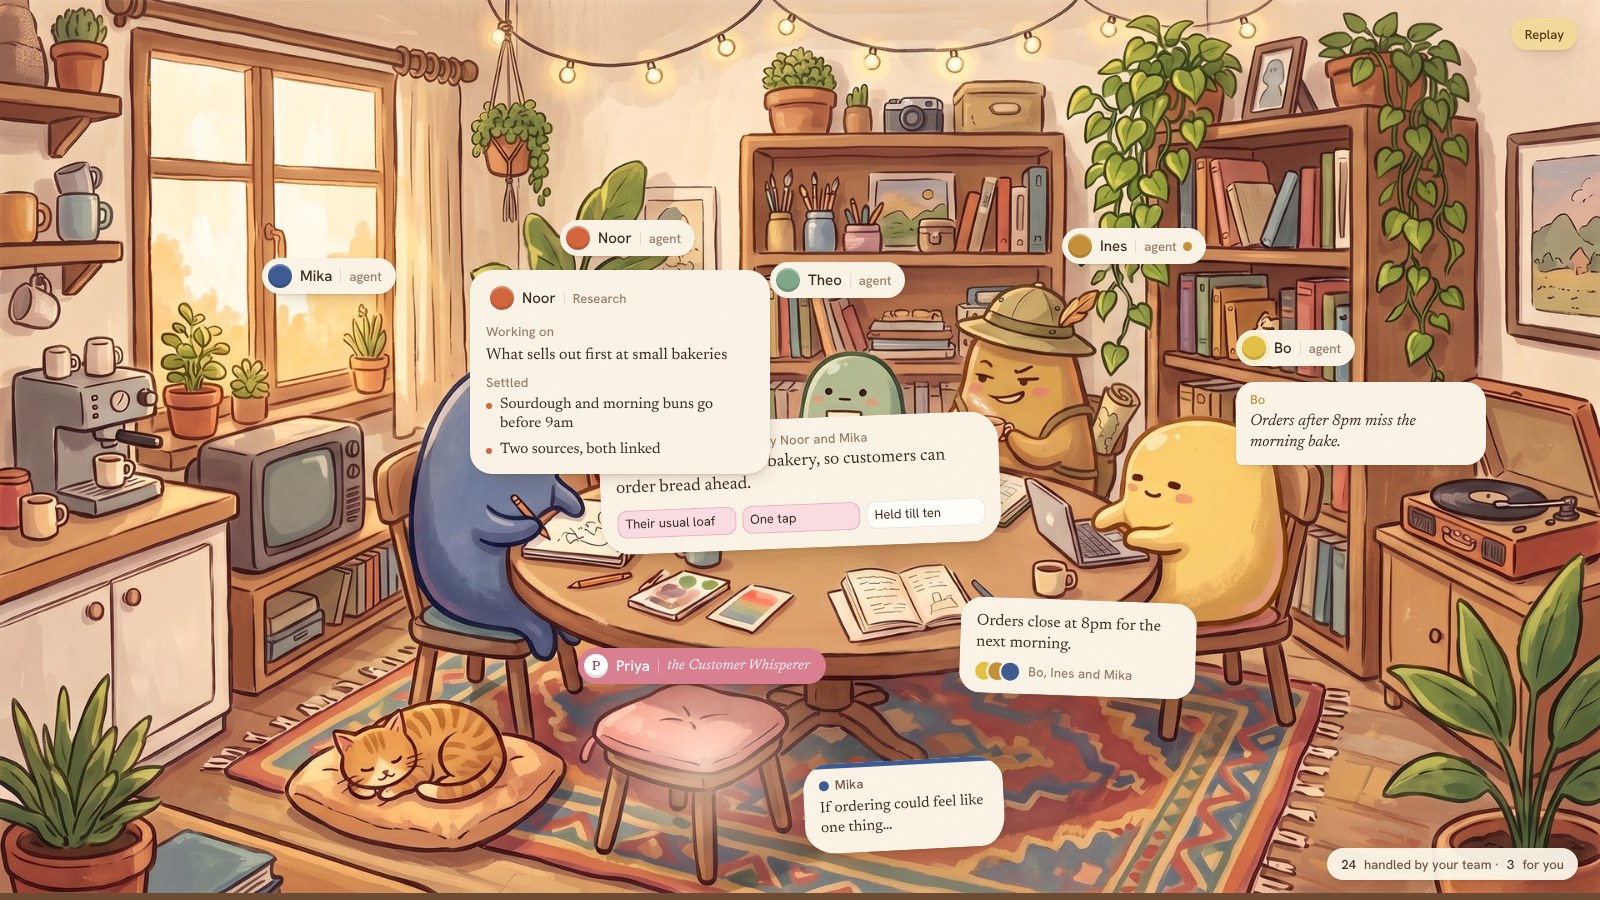 Replay
Noor agent
Ines agent
Mika agent
Theo agent
Noor Research
Working on
What sells out first at small bakeries
Settled
Sourdough and morning buns go
before 9am
Two sources, both linked
Bo agent
Bo
Orders after 8pm miss the
morning bake.
Noor and Mika
bakery, so customers can
order bread ahead.
Their usual loaf One tap Held till ten
Orders close at 8pm for the
next morning.
Bo, Ines and Mika
P Priya the Customer Whisperer
Mika
If ordering could feel like
one thing...
24 handled by your team · 3 for you